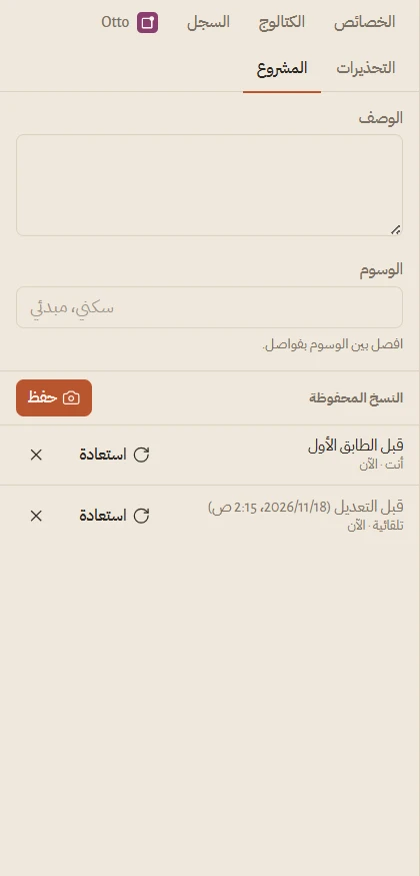 الخصائص الكتالوج السجل Otto
التحذيرات المشروع
الوصف
الوسوم
سكني، مبدئي
افصل بين الوسوم بفواصل.
النسخ المحفوظة حفظ
قبل الطابق الأول استعادة
أنت · الآن
قبل التعديل (2026/11/18، 2:15 ص) استعادة
تلقائية · الآن